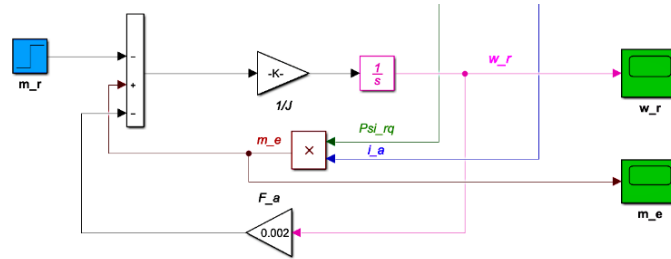 m_r
−
+
−
-K-
1/J
1
s
w_r
w_r
Psi_rq
m_e
×
i_a
F_a
0.002
m_e